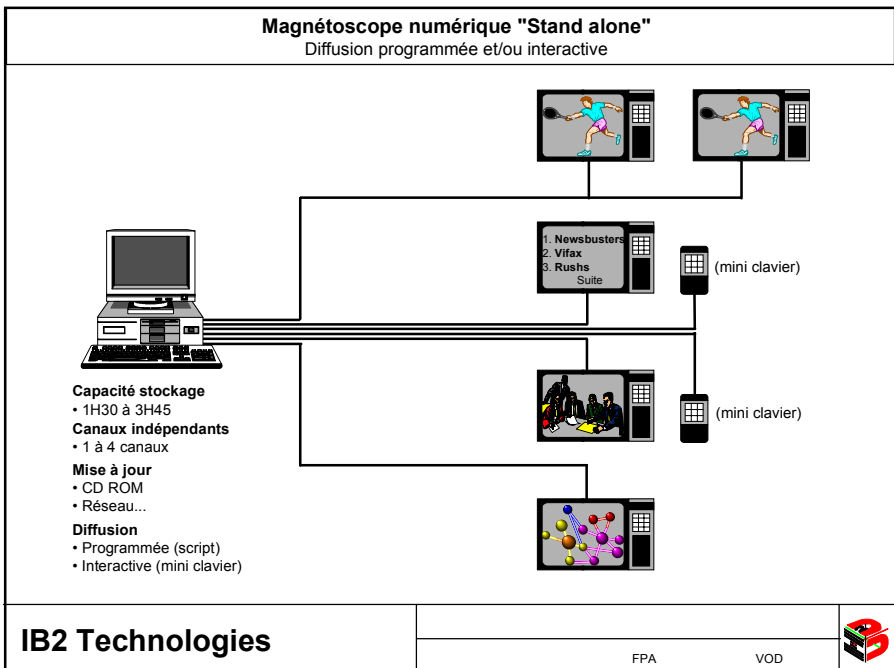 Magnétoscope numérique "Stand alone"
Diffusion programmée et/ou interactive
1. Newsbusters
2. Vifax
3. Rushs
Suite
(mini clavier)
(mini clavier)
Capacité stockage
• 1H30 à 3H45
Canaux indépendants
• 1 à 4 canaux
Mise à jour
• CD ROM
• Réseau...
Diffusion
• Programmée (script)
• Interactive (mini clavier)
IB2 Technologies
FPA VOD